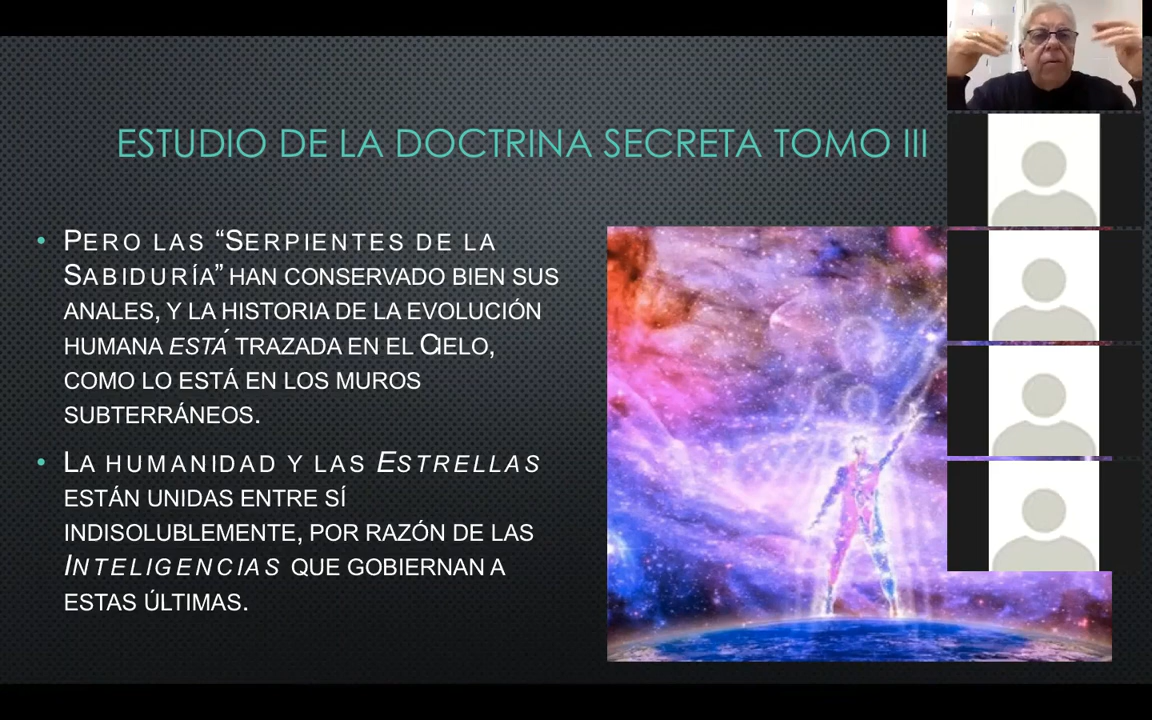 ESTUDIO DE LA DOCTRINA SECRETA TOMO III
• PERO LAS “SERPIENTES DE LA
SABIDURÍA” HAN CONSERVADO BIEN SUS
ANALES, Y LA HISTORIA DE LA EVOLUCIÓN
HUMANA ESTÁ TRAZADA EN EL CIELO,
COMO LO ESTÁ EN LOS MUROS
SUBTERRÁNEOS.
• LA HUMANIDAD Y LAS ESTRELLAS
ESTÁN UNIDAS ENTRE SÍ
INDISOLUBLEMENTE, POR RAZÓN DE LAS
INTELIGENCIAS QUE GOBIERNAN A
ESTAS ÚLTIMAS.